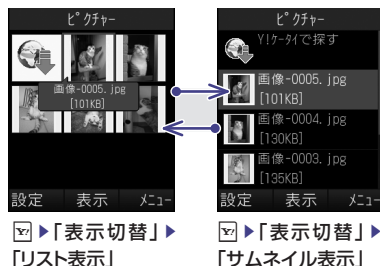 ピクチャー
画像-0005. jpg
[101KB]
設定 表示 メニュー
▶「表示切替」▶
「リスト表示」
ピクチャー
Y!ケータイで探す
画像-0005. jpg
[101KB]
画像-0004. jpg
[130KB]
画像-0003. jpg
[135KB]
設定 表示 メニュー
▶「表示切替」▶
「サムネイル表示」